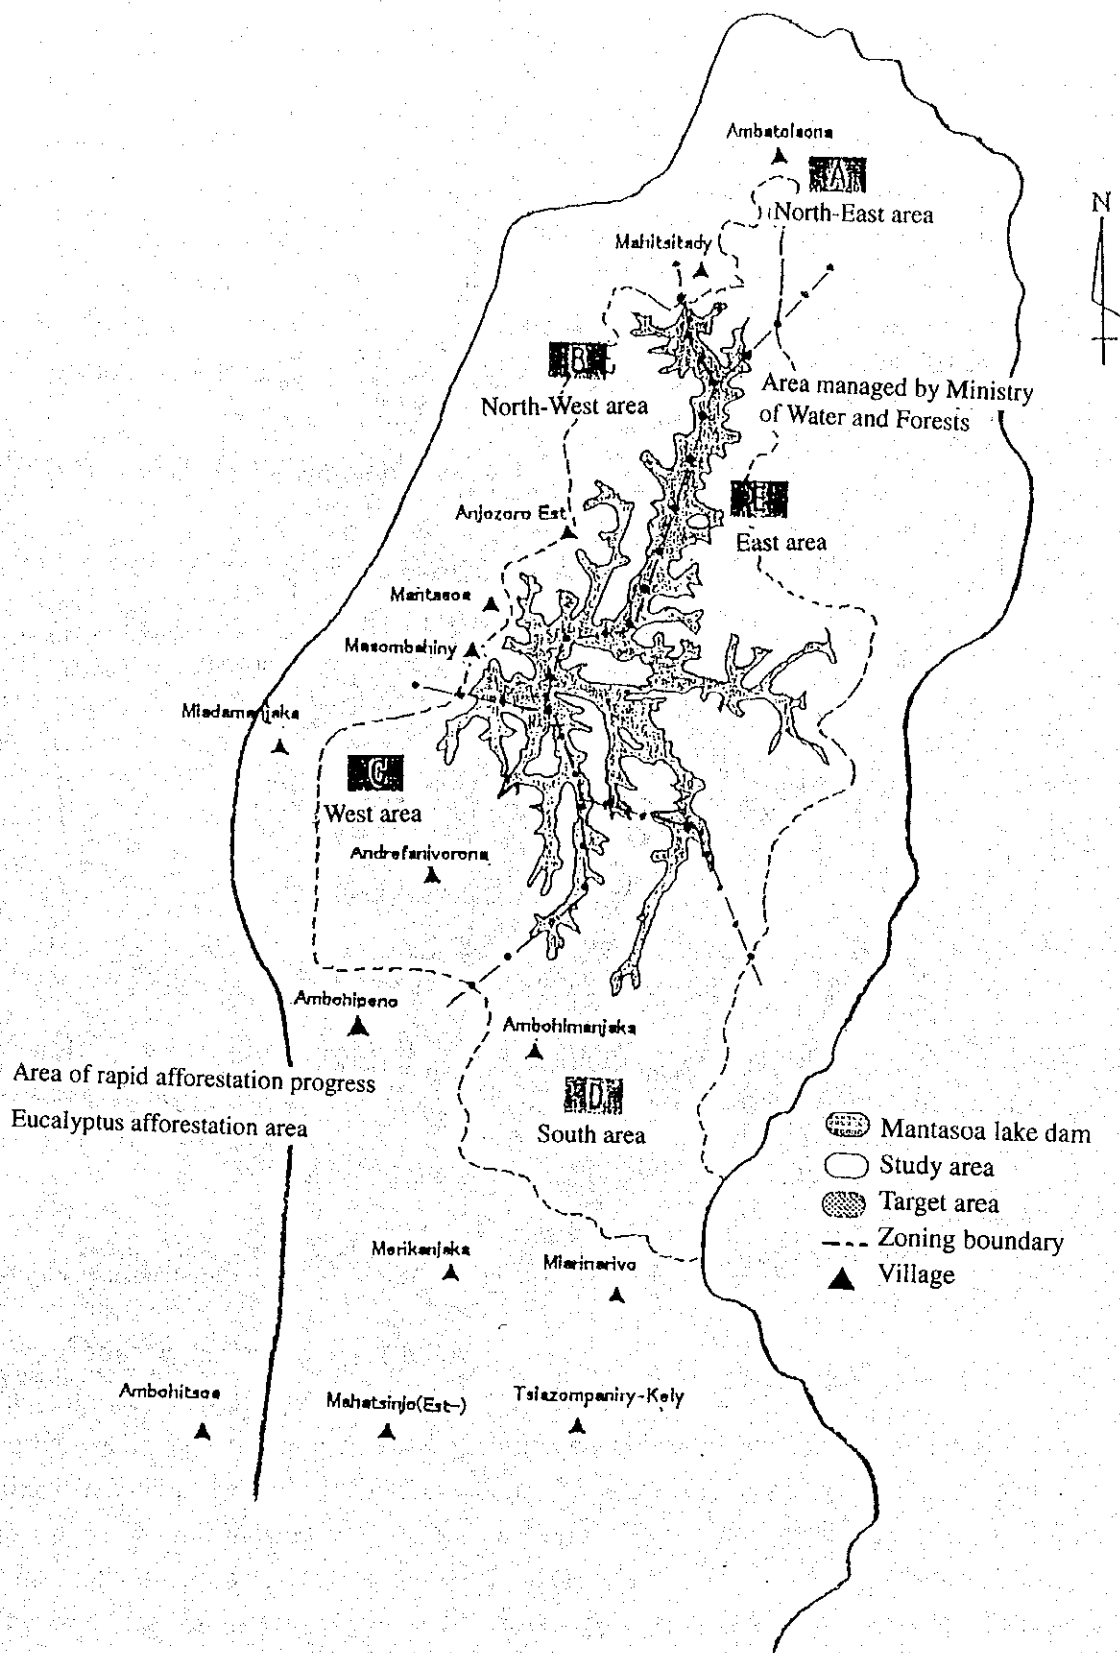 Ambatolaona
A
North-East area
N
Mahitsitady
B
North-West area
Area managed by Ministry
of Water and Forests
E
East area
Anjozoro Est
Mantasoa
Masombahiny
Miadamanjaka
C
West area
Andrefanivorona
Ambohipeno
Ambohimanjaka
Area of rapid afforestation progress
Eucalyptus afforestation area
D
South area
Mantasoa lake dam
Study area
Target area
Zoning boundary
Village
Merikanjaka
Miarinarivo
Ambohitsoa
Mahatsinjo(Est-)
Tsiazompaniry-Kely